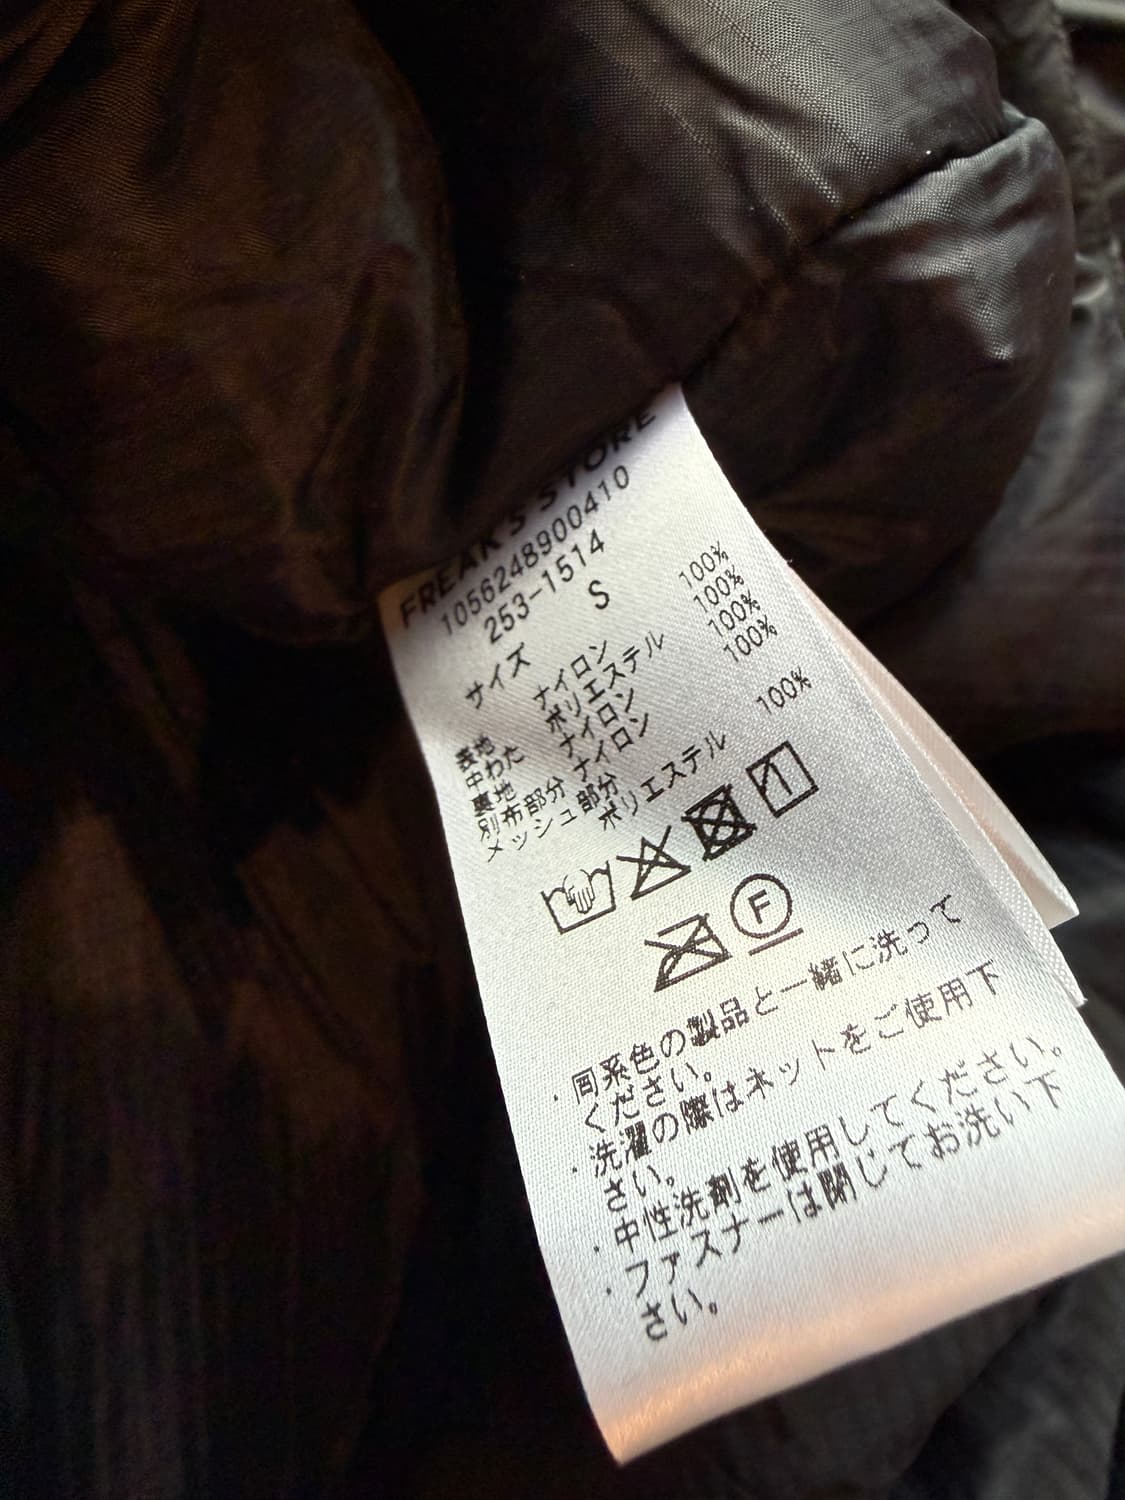 FREAK'S STORE
1056248900410
253-1514
サイズ S
表地 ナイロン 100%
中わた ポリエステル 100%
裏地 ナイロン 100%
別布部分 ナイロン 100%
メッシュ部分
ポリエステル 100%
F
・同系色の製品と一緒に洗って
ください。
・洗濯の際はネットをご使用下
さい。
・中性洗剤を使用してください。
・ファスナーは閉じてお洗い下
さい。